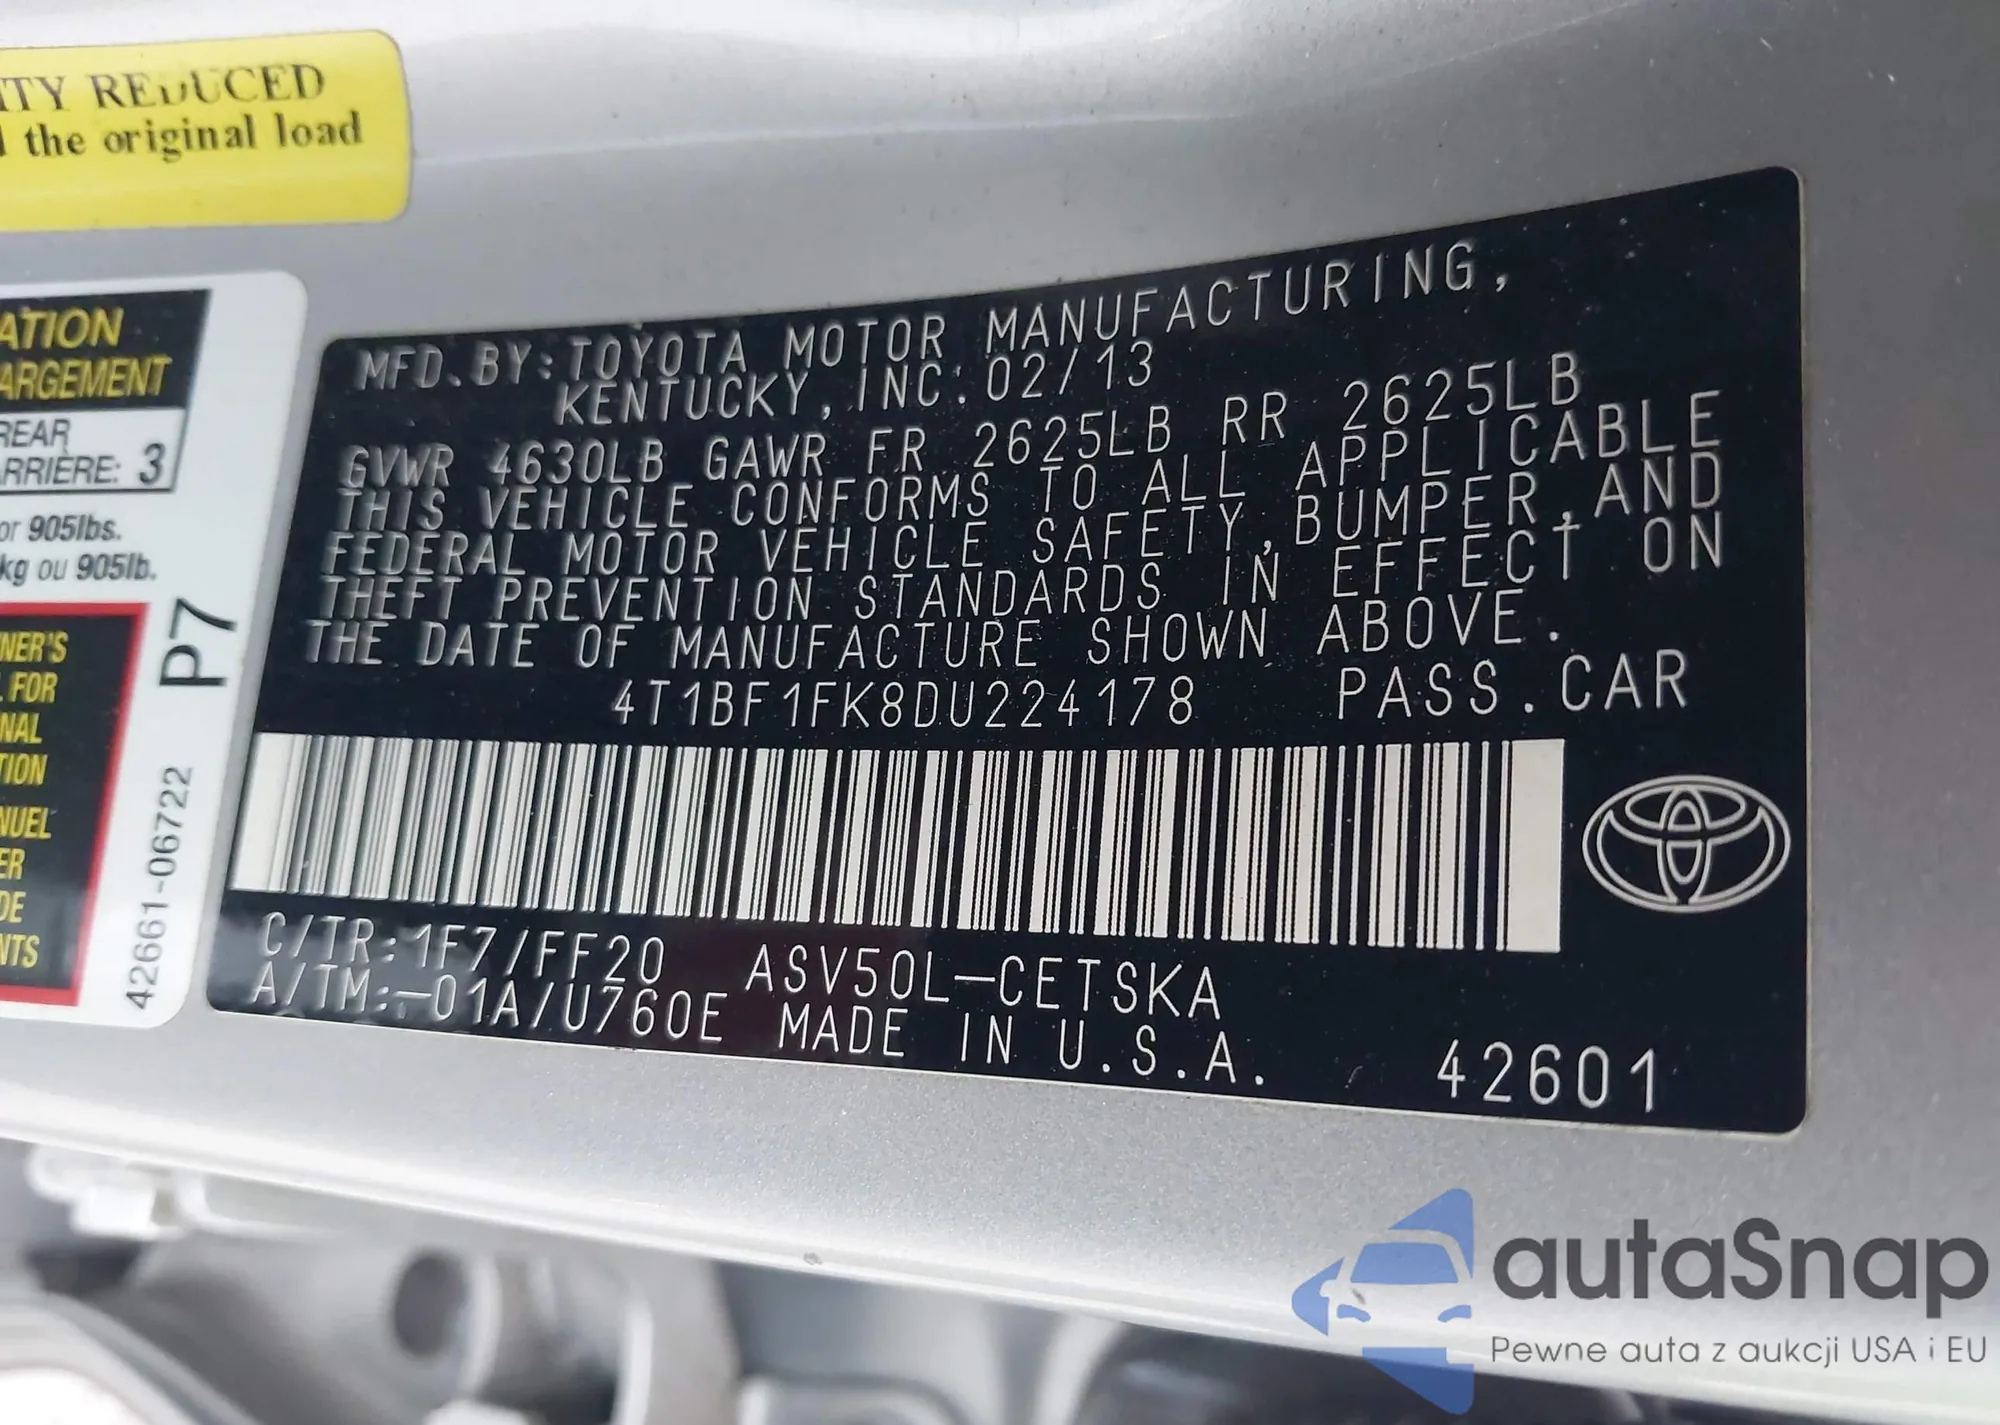 ITY REDUCED
d the original load
ATION
ARGEMENT
REAR
ARRIÈRE: 3
or 905lbs.
kg ou 905lb.
NER'S
FOR
NAL
TION
NUEL
ER
DE
NTS
P7
42661-06722
MFD. BY: TOYOTA MOTOR MANUFACTURING,
KENTUCKY, INC. 02/13
GVWR 4630LB GAWR FR 2625LB RR 2625LB
THIS VEHICLE CONFORMS TO ALL APPLICABLE
FEDERAL MOTOR VEHICLE SAFETY, BUMPER, AND
THEFT PREVENTION STANDARDS IN EFFECT ON
THE DATE OF MANUFACTURE SHOWN ABOVE.
4T1BF1FK8DU224178 PASS. CAR
C/TR: 1F7/FF20 ASV50L-CETSKA
A/TM:-01A/U760E MADE IN U.S.A. 42601
autaSnap
Pewne auta z aukcji USA i EU